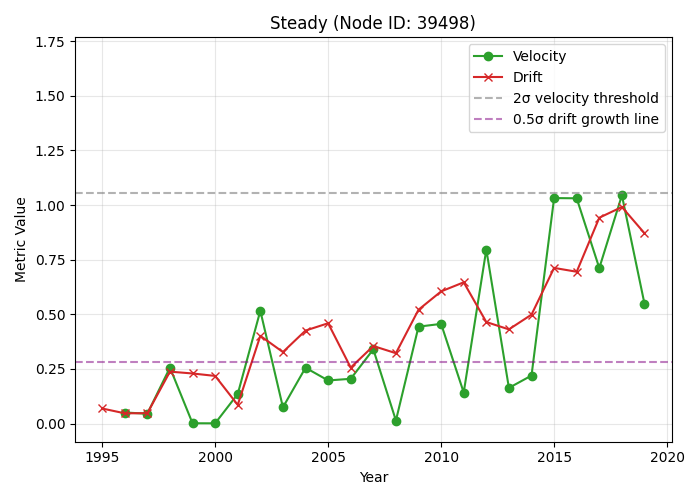 Steady (Node ID: 39498)
Velocity
Drift
2σ velocity threshold
0.5σ drift growth line
Metric Value
1.75
1.50
1.25
1.00
0.75
0.50
0.25
0.00
1995 2000 2005 2010 2015 2020
Year